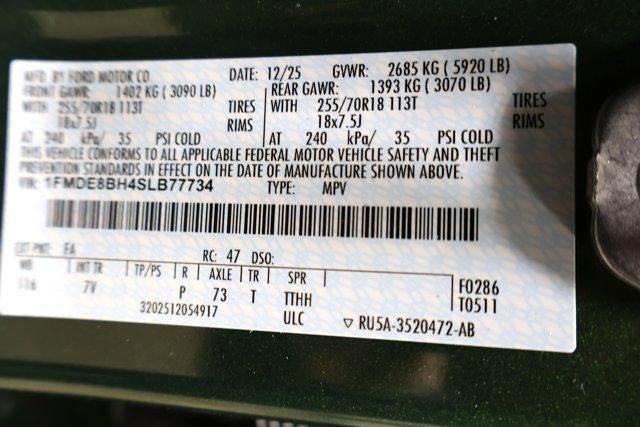 MFD. BY FORD MOTOR CO. DATE: 12/25 GVWR: 2685 KG ( 5920 LB)
FRONT GAWR: 1402 KG ( 3090 LB) REAR GAWR: 1393 KG ( 3070 LB)
WITH 255/70R18 113T TIRES WITH 255/70R18 113T TIRES
18x7.5J RIMS 18x7.5J RIMS
AT 240 kPa/ 35 PSI COLD AT 240 kPa/ 35 PSI COLD
THIS VEHICLE CONFORMS TO ALL APPLICABLE FEDERAL MOTOR VEHICLE SAFETY AND THEFT
PREVENTION STANDARDS IN EFFECT ON THE DATE OF MANUFACTURE SHOWN ABOVE.
VIN: 1FMDE8BH4SLB77734 TYPE: MPV
EXT PNT: FA RC: 47 DSO:
WB INT TR TP/PS R AXLE TR SPR
116 7V P 73 T TTHH F0286
3202512054917 ULC T0511
▽ RU5A-3520472-AB